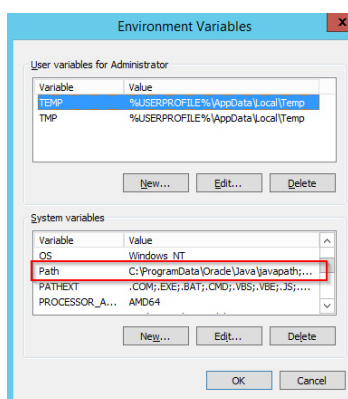 Environment Variables
x
User variables for Administrator
Variable Value
TEMP %USERPROFILE%\AppData\Local\Temp
TMP %USERPROFILE%\AppData\Local\Temp
New... Edit... Delete
System variables
Variable Value
OS Windows_NT
Path C:\ProgramData\Oracle\Java\javapath;...
PATHEXT .COM;.EXE;.BAT;.CMD;.VBS;.VBE;.JS;....
PROCESSOR_A... AMD64
New... Edit... Delete
OK Cancel